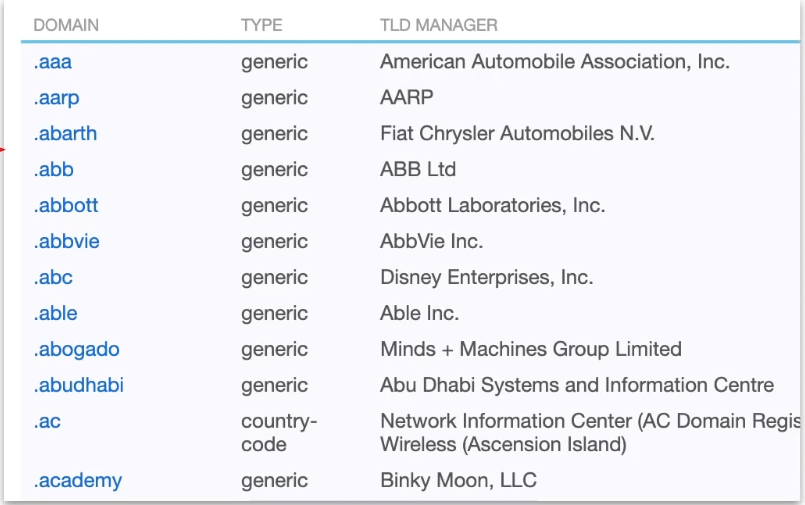 DOMAIN TYPE TLD MANAGER
.aaa generic American Automobile Association, Inc.
.aarp generic AARP
.abarth generic Fiat Chrysler Automobiles N.V.
.abb generic ABB Ltd
.abbott generic Abbott Laboratories, Inc.
.abbvie generic AbbVie Inc.
.abc generic Disney Enterprises, Inc.
.able generic Able Inc.
.abogado generic Minds + Machines Group Limited
.abudhabi generic Abu Dhabi Systems and Information Centre
.ac country- Network Information Center (AC Domain Regis
code Wireless (Ascension Island)
.academy generic Binky Moon, LLC